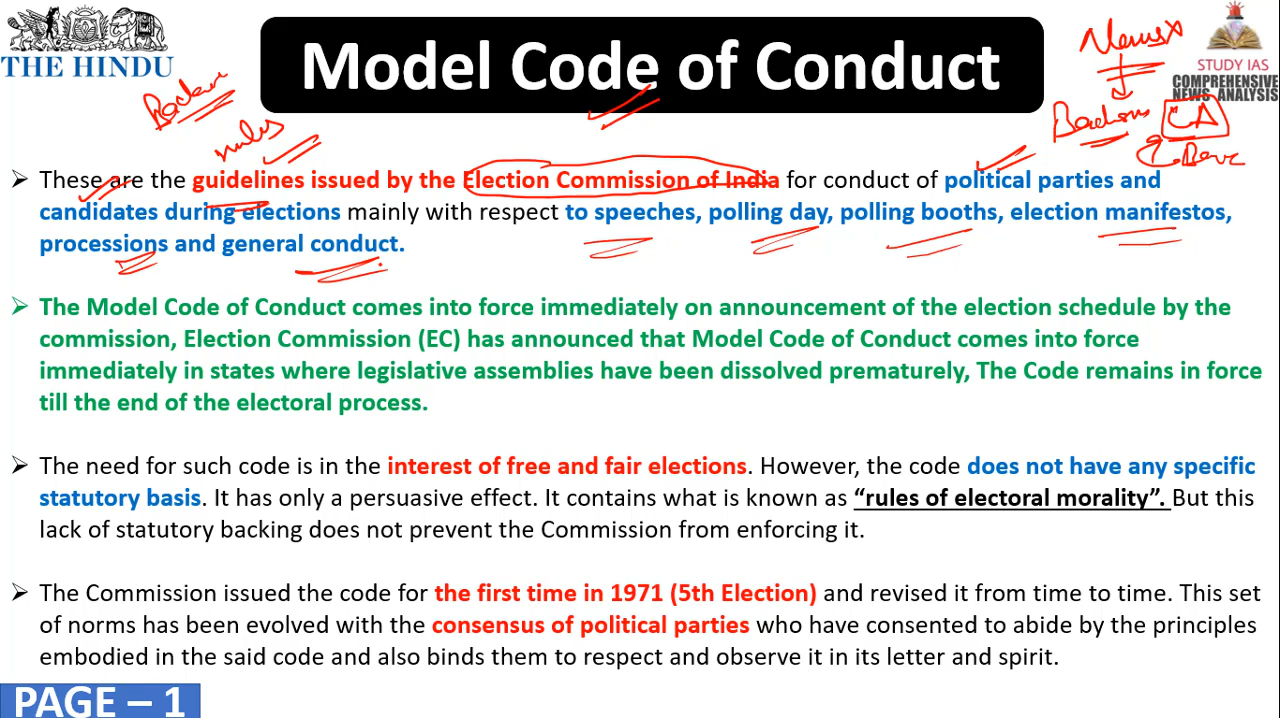 THE HINDU
Model Code of Conduct
News
STUDY IAS
COMPREHENSIVE
NEWS ANALYSIS
rules
CA
➢ These are the guidelines issued by the Election Commission of India for conduct of political parties and
candidates during elections mainly with respect to speeches, polling day, polling booths, election manifestos,
processions and general conduct.
➢ The Model Code of Conduct comes into force immediately on announcement of the election schedule by the
commission, Election Commission (EC) has announced that Model Code of Conduct comes into force
immediately in states where legislative assemblies have been dissolved prematurely, The Code remains in force
till the end of the electoral process.
➢ The need for such code is in the interest of free and fair elections. However, the code does not have any specific
statutory basis. It has only a persuasive effect. It contains what is known as “rules of electoral morality”. But this
lack of statutory backing does not prevent the Commission from enforcing it.
➢ The Commission issued the code for the first time in 1971 (5th Election) and revised it from time to time. This set
of norms has been evolved with the consensus of political parties who have consented to abide by the principles
embodied in the said code and also binds them to respect and observe it in its letter and spirit.
PAGE – 1